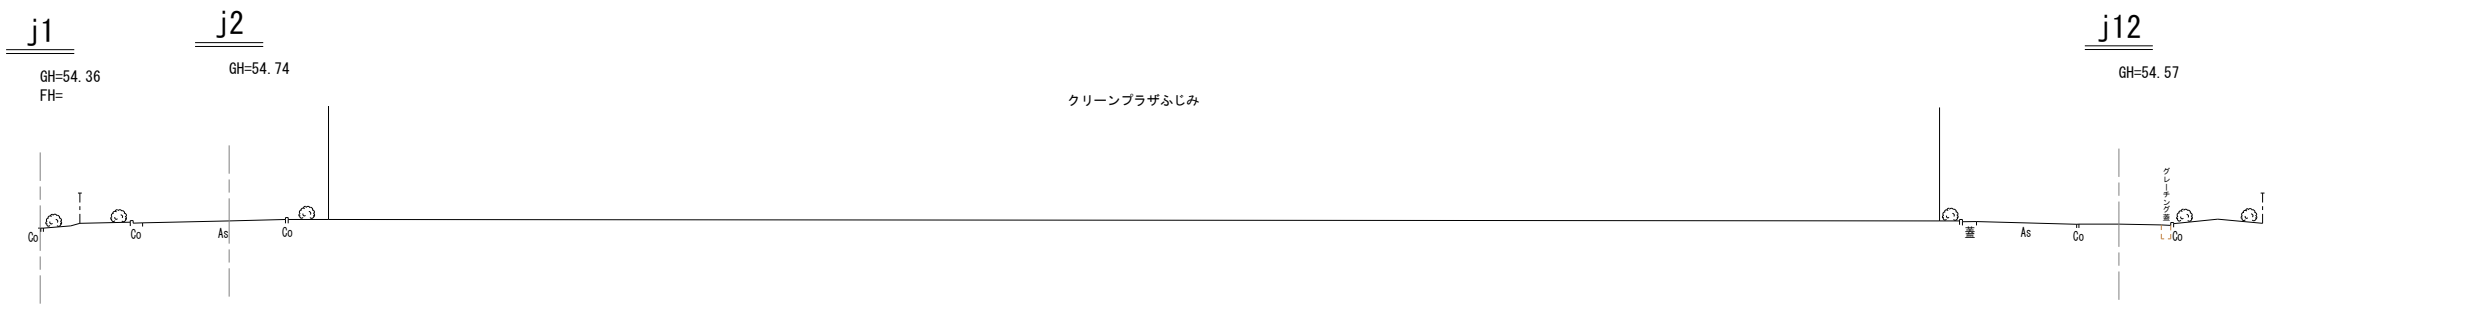 j1
GH=54.36
FH=
j2
GH=54.74
クリーンプラザふじみ
j12
GH=54.57
グレーチング蓋
Co
Co
As
Co
蓋
As
Co
Co